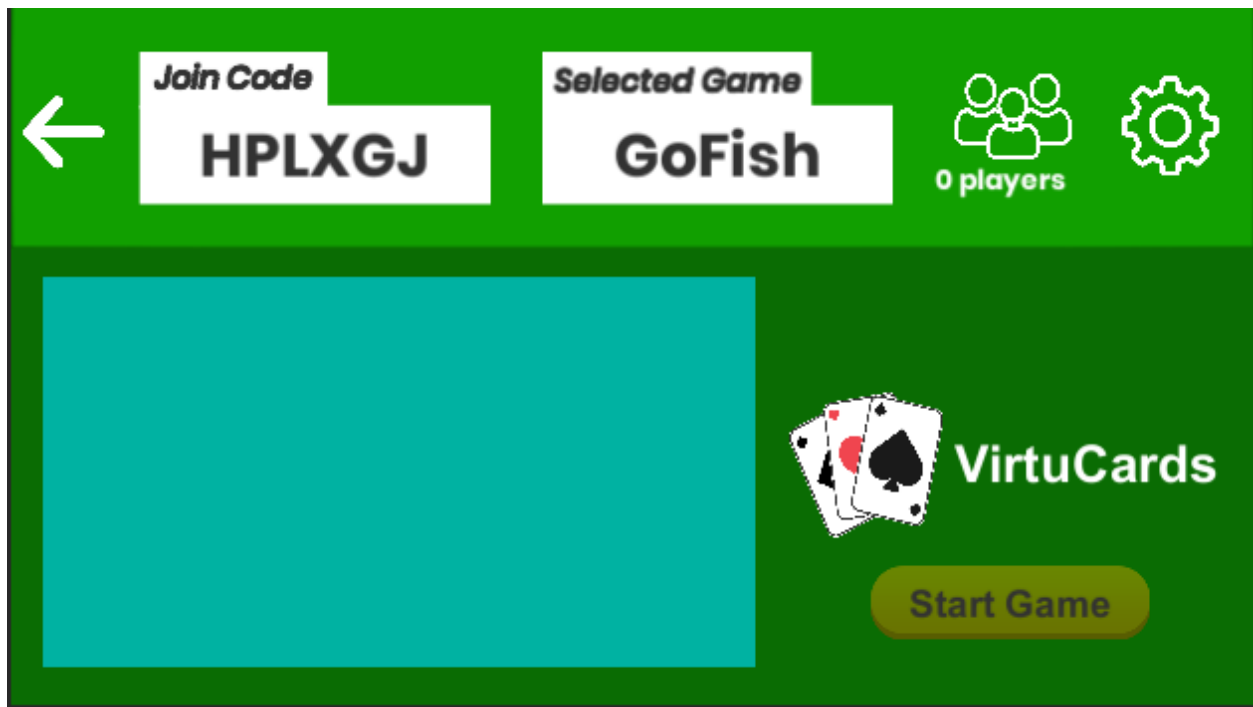 Join Code
HPLXGJ
Selected Game
GoFish
0 players
VirtuCards
Start Game